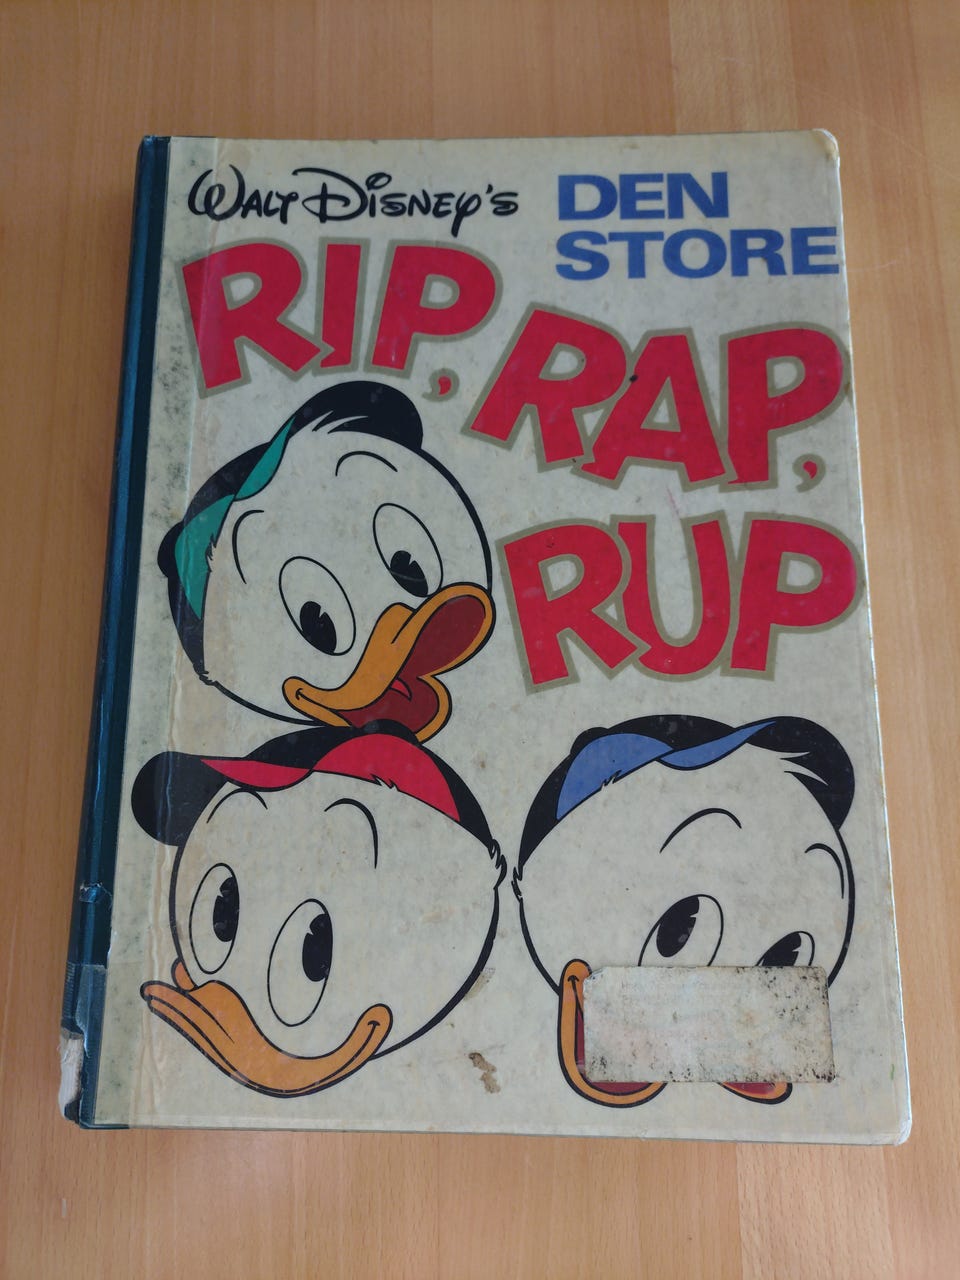 WALT DISNEY'S
DEN
STORE
RIP,
RAP,
RUP